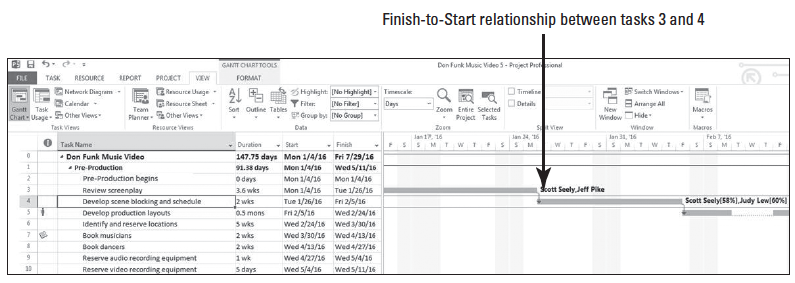 Finish-to-Start relationship between tasks 3 and 4
GANTT CHART TOOLS
Don Funk Music Video 3 - Project Professional
FILE TASK RESOURCE REPORT PROJECT VIEW FORMAT
Gantt Chart
Task Usage
Network Diagram
Calendar
Other Views
Task Views
Team Planner
Resource Usage
Resource Sheet
Other Views
Resource Views
Sort
Outline
Tables
Highlight: [No Highlight]
Filter: [No Filter]
Group by: [No Group]
Data
Timescale:
Days
Zoom
Entire Project
Selected Tasks
Zoom
Timeline
Details
Split View
New Window
Switch Windows
Arrange All
Hide
Window
Macros
Macros
Task Name Duration Start Finish
Jan 17, '16 Jan 24, '16 Jan 31, '16 Feb 7, '16
F S S M T W T F S S M T W T F S S M T W T F S S M T W T F
0 Don Funk Music Video 147.75 days Mon 1/4/16 Fri 7/29/16
1 Pre-Production 91.38 days Mon 1/4/16 Wed 5/11/16
2 Pre-Production begins 0 days Mon 1/4/16 Mon 1/4/16
3 Review screenplay 3.6 wks Mon 1/4/16 Tue 1/26/16 Scott Seely,Jeff Pike
4 Develop scene blocking and schedule 2 wks Tue 1/26/16 Fri 2/5/16 Scott Seely[58%],Judy Lew[60%]
5 Develop production layouts 0.5 mons Fri 2/5/16 Wed 2/24/16
6 Identify and reserve locations 5 wks Wed 2/24/16 Wed 3/30/16
7 Book musicians 2 wks Wed 3/30/16 Wed 4/13/16
8 Book dancers 2 wks Wed 4/13/16 Wed 4/27/16
9 Reserve audio recording equipment 1 wk Wed 4/27/16 Wed 5/4/16
10 Reserve video recording equipment 5 days Wed 5/4/16 Wed 5/11/16